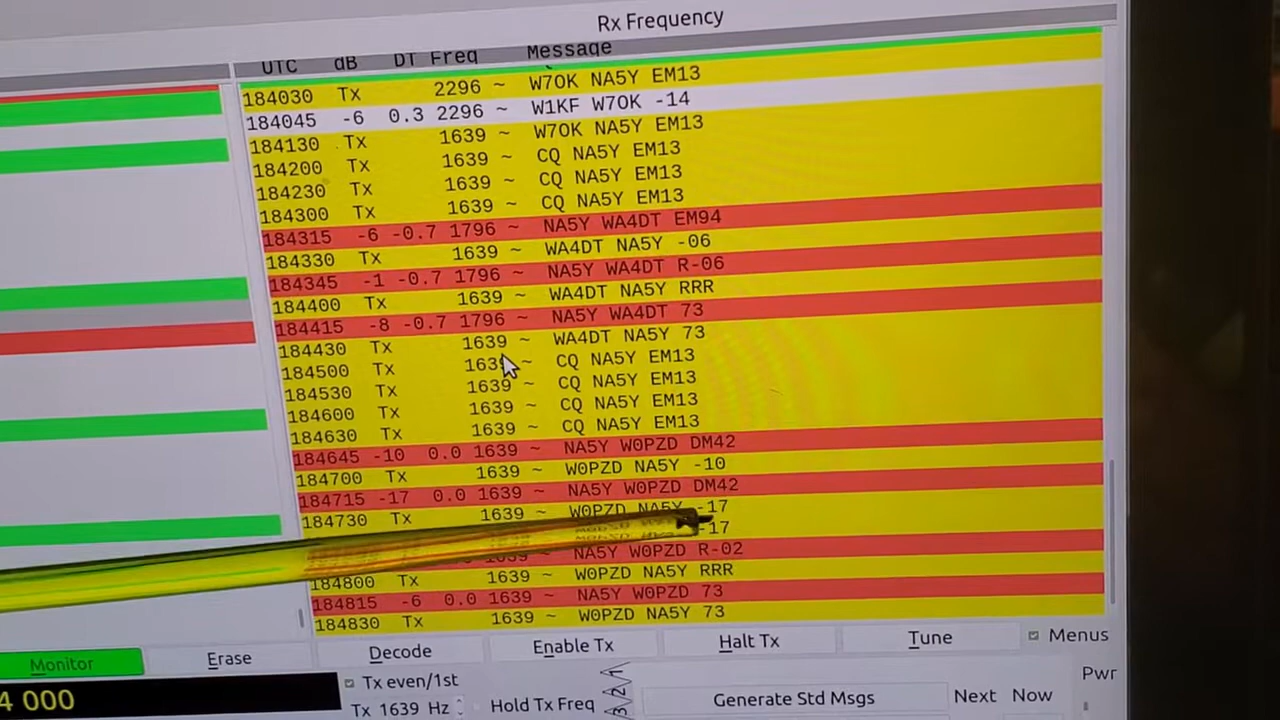 Rx Frequency
UTC dB DT Freq Message
184030 Tx 2296 ~ W7OK NA5Y EM13
184045 -6 0.3 2296 ~ W1KF W7OK -14
184130 Tx 1639 ~ W7OK NA5Y EM13
184200 Tx 1639 ~ CQ NA5Y EM13
184230 Tx 1639 ~ CQ NA5Y EM13
184300 Tx 1639 ~ CQ NA5Y EM13
184315 -6 -0.7 1796 ~ NA5Y WA4DT EM94
184330 Tx 1639 ~ WA4DT NA5Y -06
184345 -1 -0.7 1796 ~ NA5Y WA4DT R-06
184400 Tx 1639 ~ WA4DT NA5Y RRR
184415 -8 -0.7 1796 ~ NA5Y WA4DT 73
184430 Tx 1639 ~ WA4DT NA5Y 73
184500 Tx 1639 ~ CQ NA5Y EM13
184530 Tx 1639 ~ CQ NA5Y EM13
184600 Tx 1639 ~ CQ NA5Y EM13
184630 Tx 1639 ~ CQ NA5Y EM13
184645 -10 0.0 1639 ~ NA5Y W0PZD DM42
184700 Tx 1639 ~ W0PZD NA5Y -10
184715 -17 0.0 1639 ~ NA5Y W0PZD DM42
184730 Tx 1639 ~ W0PZD NA5Y -17
-17
NA5Y W0PZD R-02
184800 Tx 1639 ~ W0PZD NA5Y RRR
184815 -6 0.0 1639 ~ NA5Y W0PZD 73
184830 Tx 1639 ~ W0PZD NA5Y 73
Monitor Erase Decode Enable Tx Halt Tx Tune Menus
4 000 Tx even/1st Pwr
Tx 1639 Hz Hold Tx Freq Generate Std Msgs Next Now
1
2
3